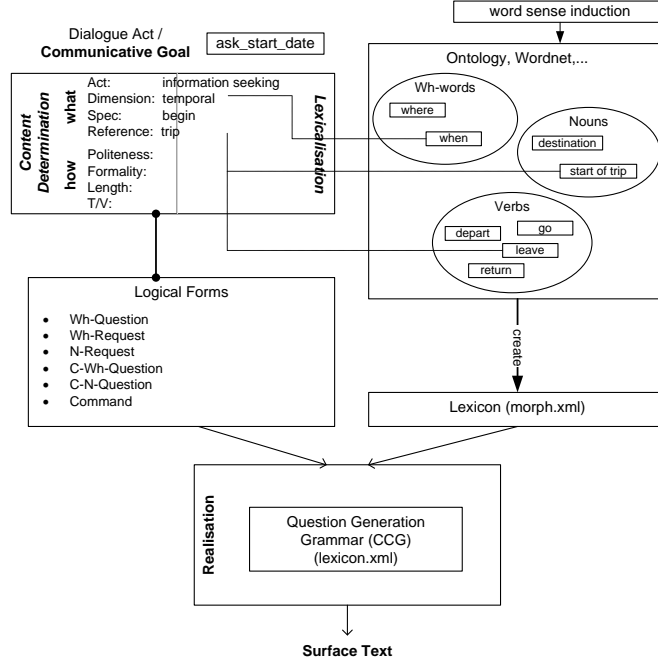 Dialogue Act /
Communicative Goal
ask_start_date
word sense induction
Content
Determination
what
how
Act: information seeking
Dimension: temporal
Spec: begin
Reference: trip
Politeness:
Formality:
Length:
T/V:
Lexicalisation
Ontology, Wordnet,...
Wh-words
where
when
Nouns
destination
start of trip
Verbs
depart
go
leave
return
Logical Forms
• Wh-Question
• Wh-Request
• N-Request
• C-Wh-Question
• C-N-Question
• Command
create
Lexicon (morph.xml)
Realisation
Question Generation
Grammar (CCG)
(lexicon.xml)
Surface Text